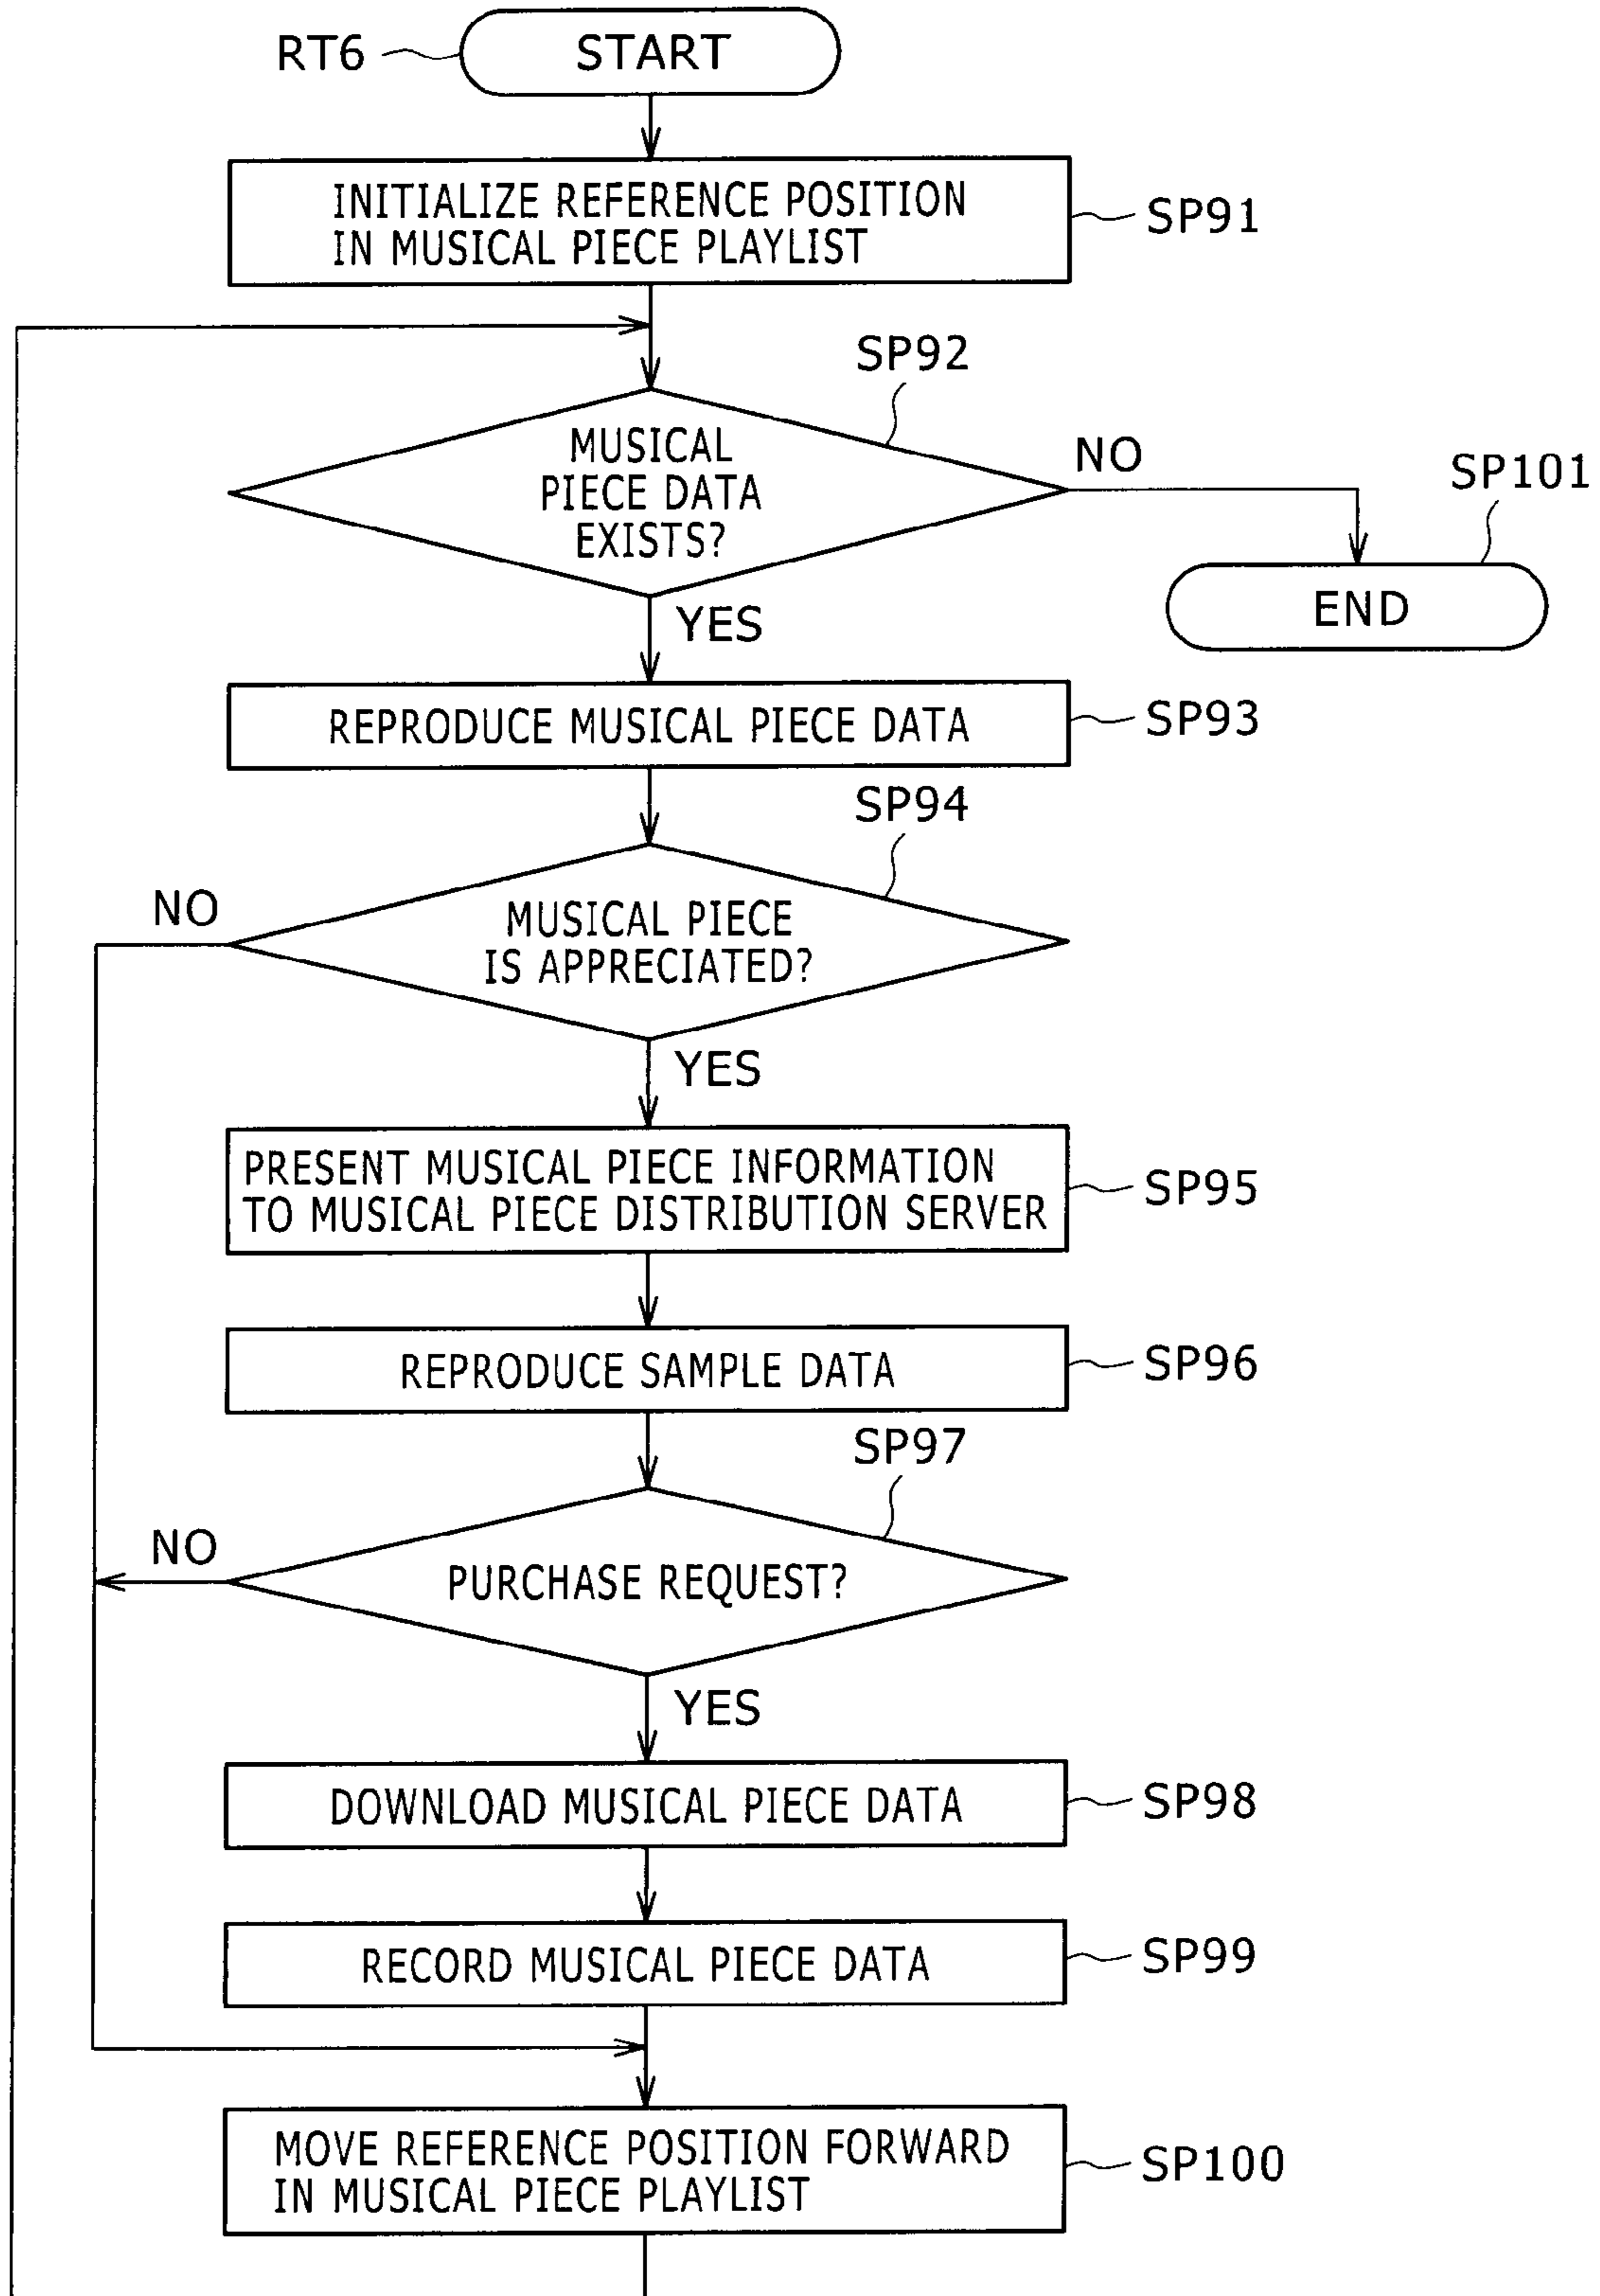 RT6
START
INITIALIZE REFERENCE POSITION
IN MUSICAL PIECE PLAYLIST
SP91
SP92
MUSICAL
PIECE DATA
EXISTS?
NO
SP101
END
YES
REPRODUCE MUSICAL PIECE DATA
SP93
SP94
NO
MUSICAL PIECE
IS APPRECIATED?
YES
PRESENT MUSICAL PIECE INFORMATION
TO MUSICAL PIECE DISTRIBUTION SERVER
SP95
REPRODUCE SAMPLE DATA
SP96
SP97
NO
PURCHASE REQUEST?
YES
DOWNLOAD MUSICAL PIECE DATA
SP98
RECORD MUSICAL PIECE DATA
SP99
MOVE REFERENCE POSITION FORWARD
IN MUSICAL PIECE PLAYLIST
SP100